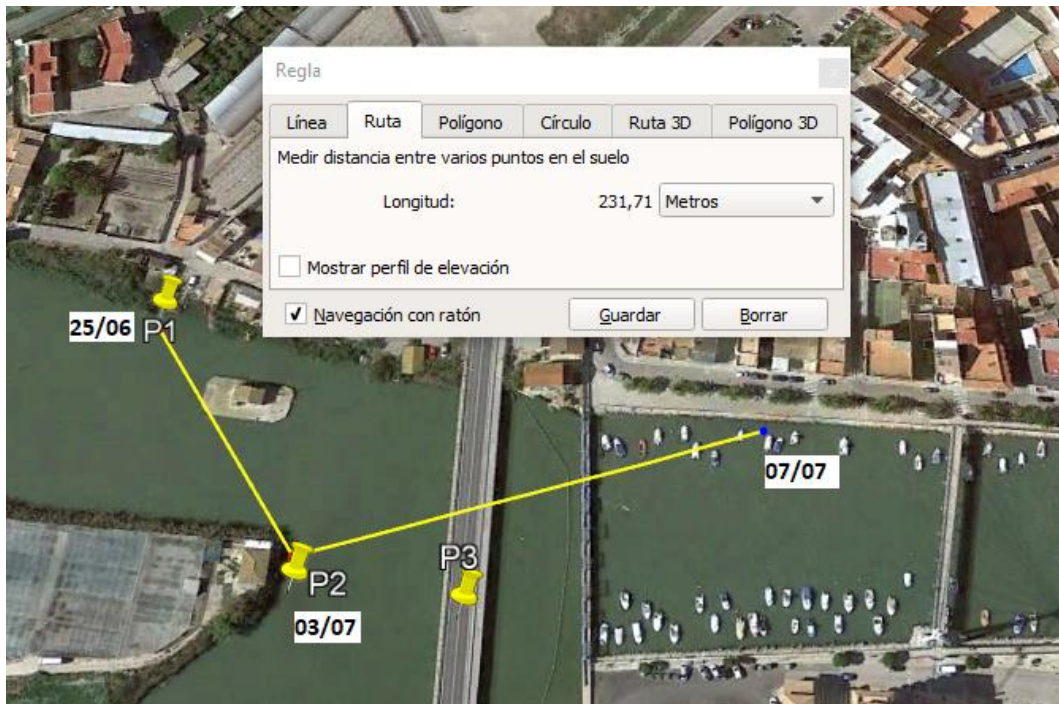 Regla
Línea Ruta Polígono Círculo Ruta 3D Polígono 3D
Medir distancia entre varios puntos en el suelo
Longitud: 231,71 Metros
Mostrar perfil de elevación
Navegación con ratón Guardar Borrar
25/06 P1
07/07
P3
P2
03/07